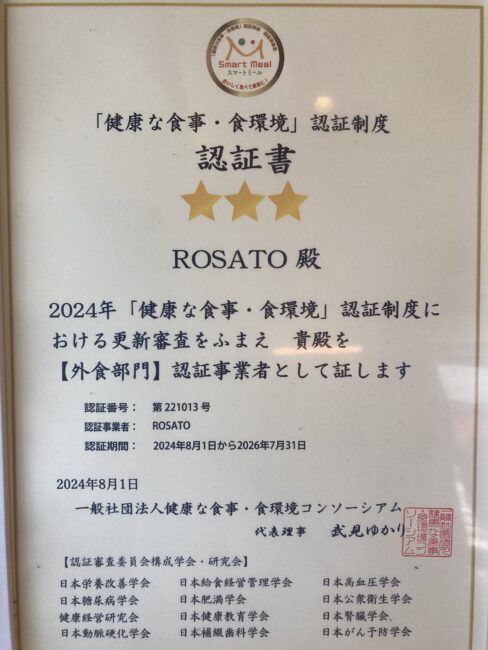 Smart Meal
スマートミール
おいしく食べて健康に!
「健康な食事・食環境」認証制度
認証書
ROSATO 殿
2024年「健康な食事・食環境」認証制度に
おける更新審査をふまえ 貴殿を
【外食部門】認証事業者として証します
認証番号： 第 221013 号
認証事業者： ROSATO
認証期間： 2024年8月1日から2026年7月31日
2024年8月1日
一般社団法人健康な食事・食環境コンソーシアム
代表理事 武見ゆかり
【認証審査委員会構成学会・研究会】
日本栄養改善学会 日本給食経営管理学会 日本高血圧学会
日本糖尿病学会 日本肥満学会 日本公衆衛生学会
健康経営研究会 日本健康教育学会 日本腎臓学会
日本動脈硬化学会 日本補綴歯科学会 日本がん予防学会